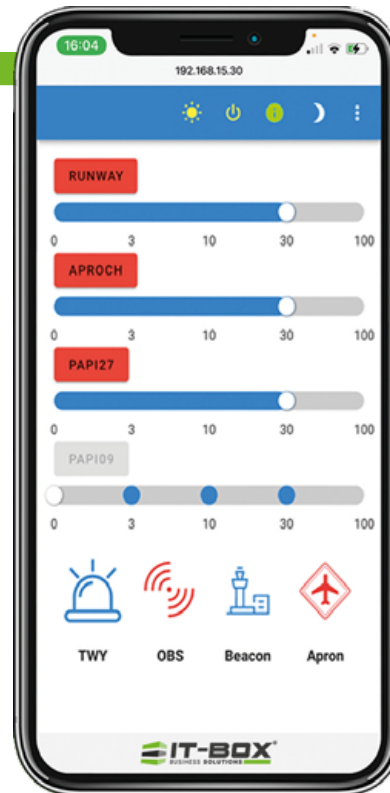 16:04
192.168.15.30
RUNWAY
0 3 10 30 100
APROCH
0 3 10 30 100
PAPI27
0 3 10 30 100
PAPI09
0 3 10 30 100
TWY OBS Beacon Apron
IT-BOX
BUSINESS SOLUTIONS